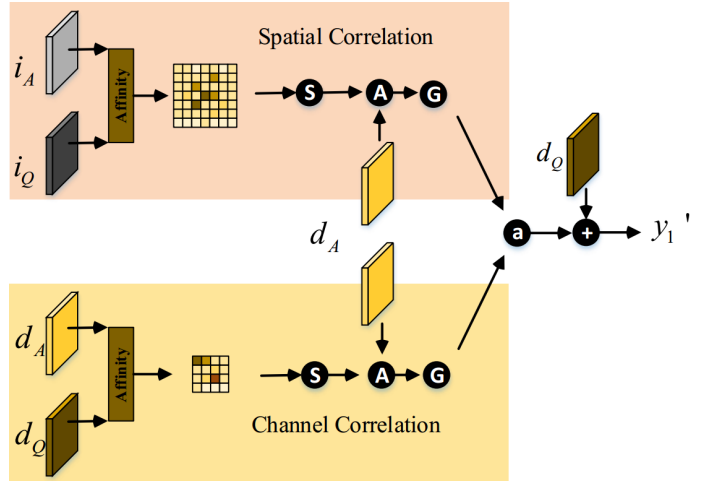 Spatial Correlation
i_A
Affinity
S A G
i_Q
d_Q
d_A
a + y_1'
d_A
Affinity
S A G
d_Q
Channel Correlation